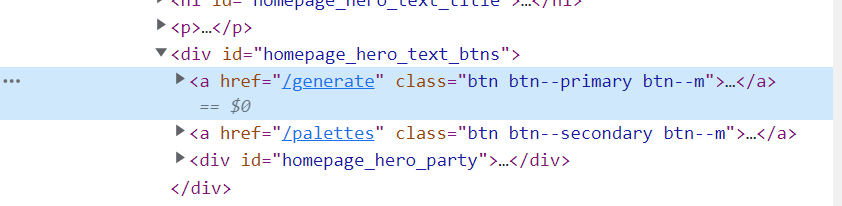 <h1 id="homepage_hero_text_title">…</h1>
<p>…</p>
<div id="homepage_hero_text_btns">
… <a href="/generate" class="btn btn--primary btn--m">…</a>
== $0
<a href="/palettes" class="btn btn--secondary btn--m">…</a>
<div id="homepage_hero_party">…</div>
</div>